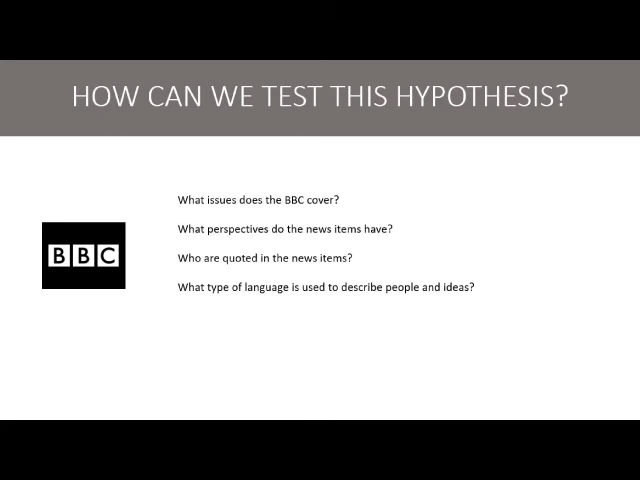 HOW CAN WE TEST THIS HYPOTHESIS?
What issues does the BBC cover?
What perspectives do the news items have?
BBC
Who are quoted in the news items?
What type of language is used to describe people and ideas?